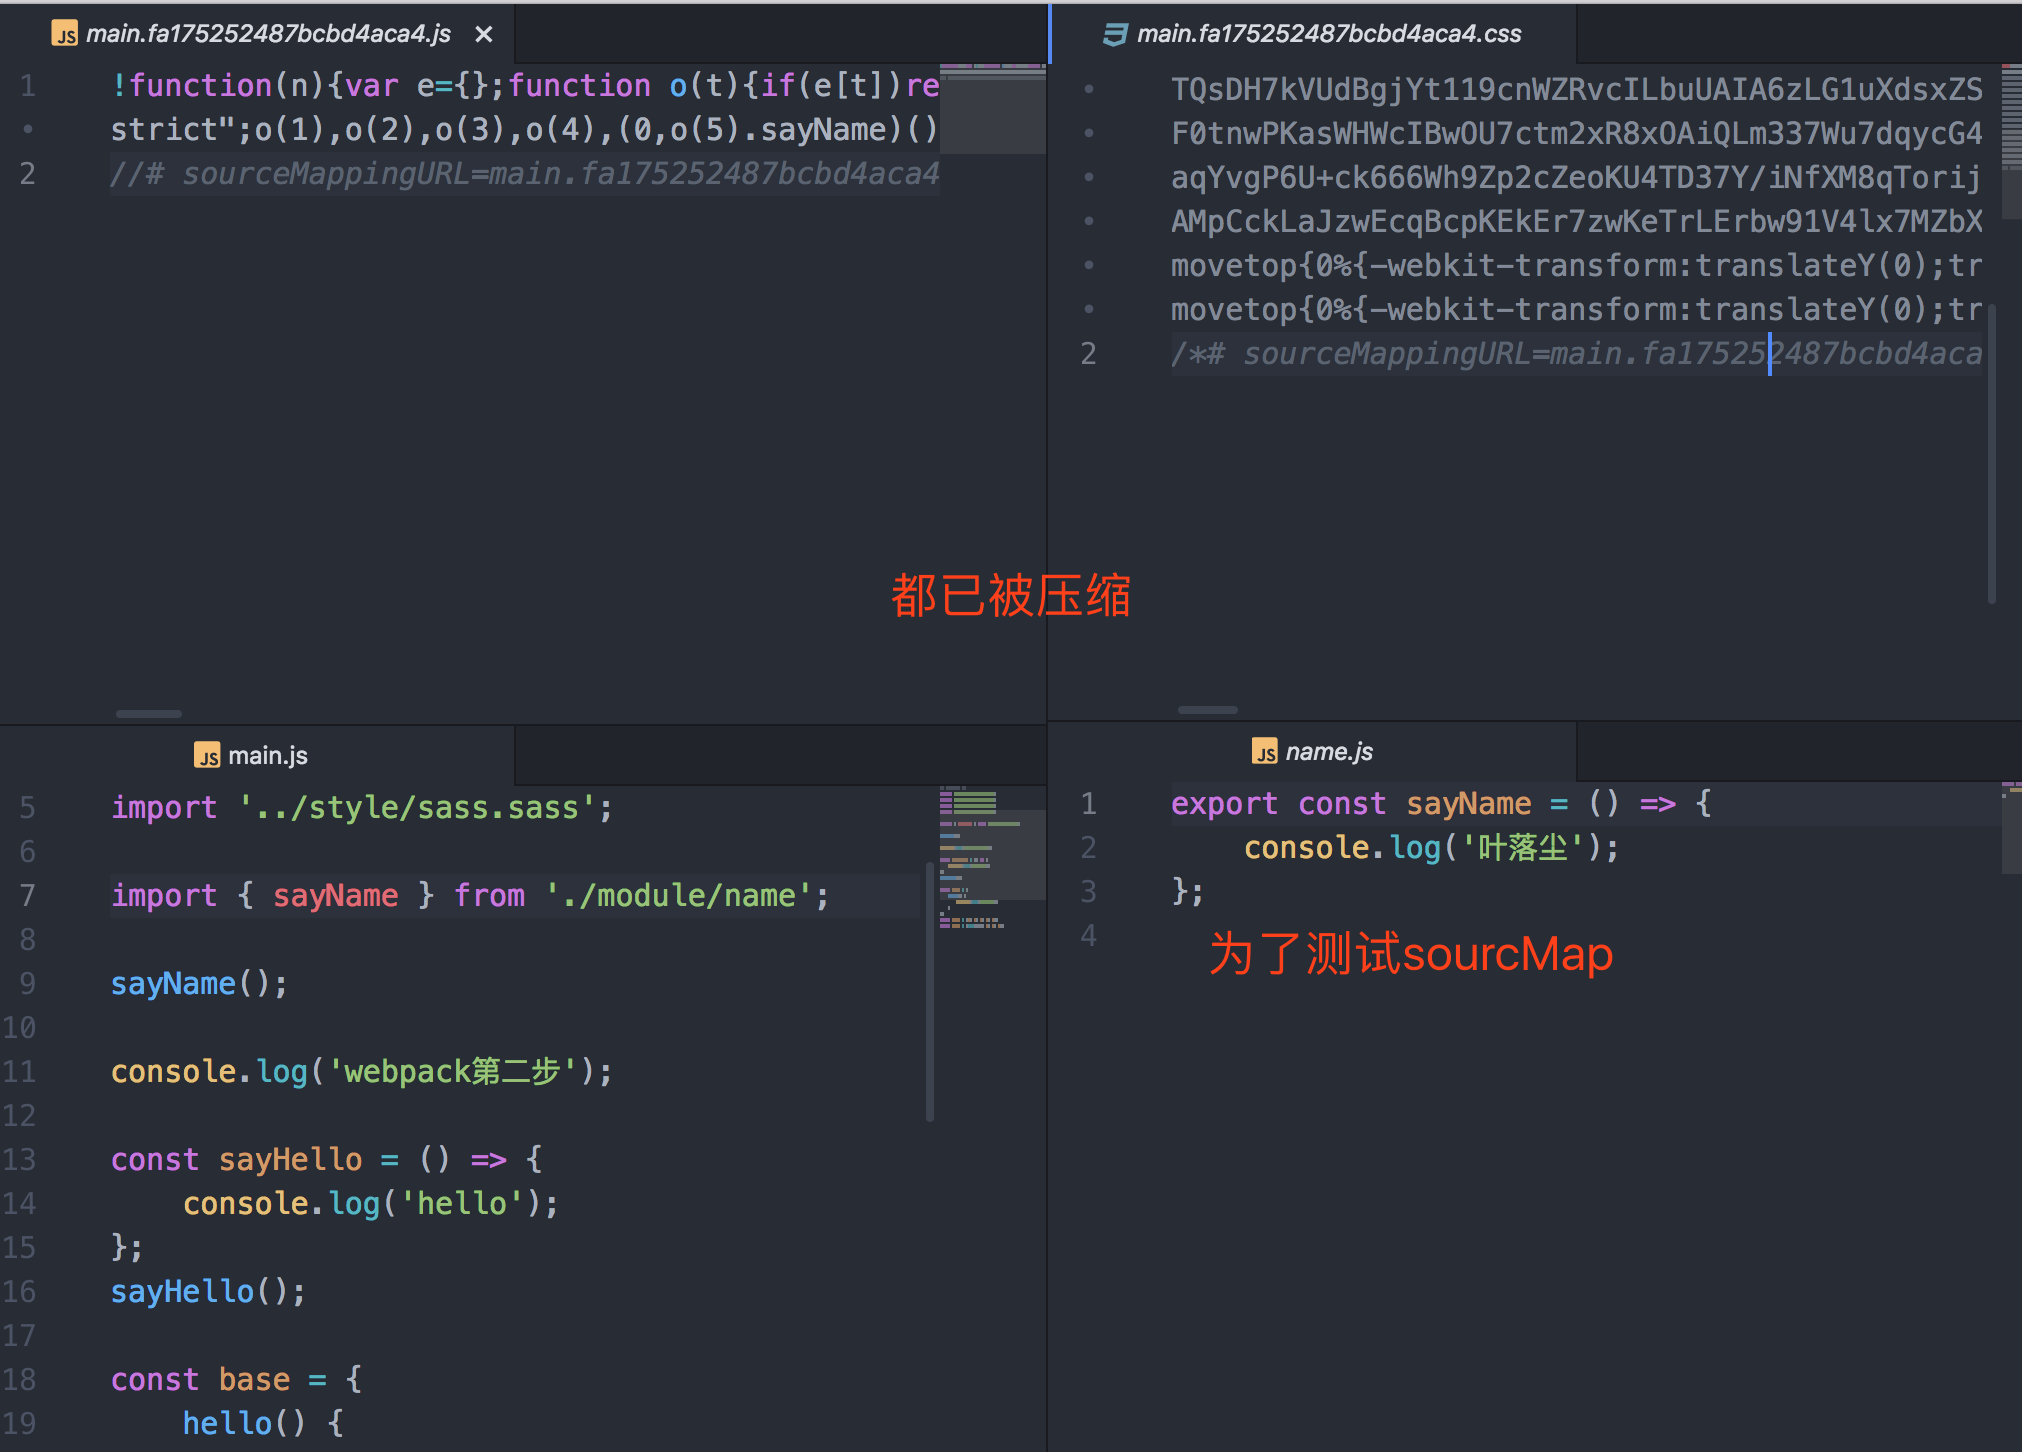 main.fa175252487bcbd4aca4.js ×
1 !function(n){var e={};function o(t){if(e[t])re
• strict";o(1),o(2),o(3),o(4),(0,o(5).sayName)()
2 //# sourceMappingURL=main.fa175252487bcbd4aca4
main.fa175252487bcbd4aca4.css
• TQsDH7kVUdBgjYt119cnWZRvcILbuUAIA6zLG1uXdsxZS
• F0tnwPKasWHWcIBwOU7ctm2xR8xOAiQLm337Wu7dqycG4
• aqYvgP6U+ck666Wh9Zp2cZeoKU4TD37Y/iNfXM8qTorij
• AMpCckLaJzwEcqBcpKEkEr7zwKeTrLErbw91V4lx7MZbX
• movetop{0%{-webkit-transform:translateY(0);tr
• movetop{0%{-webkit-transform:translateY(0);tr
2 /*# sourceMappingURL=main.fa175252487bcbd4aca
都已被压缩
main.js
5 import '../style/sass.sass';
6
7 import { sayName } from './module/name';
8
9 sayName();
10
11 console.log('webpack第二步');
12
13 const sayHello = () => {
14 console.log('hello');
15 };
16 sayHello();
17
18 const base = {
19 hello() {
name.js
1 export const sayName = () => {
2 console.log('叶落尘');
3 };
4
为了测试sourcMap